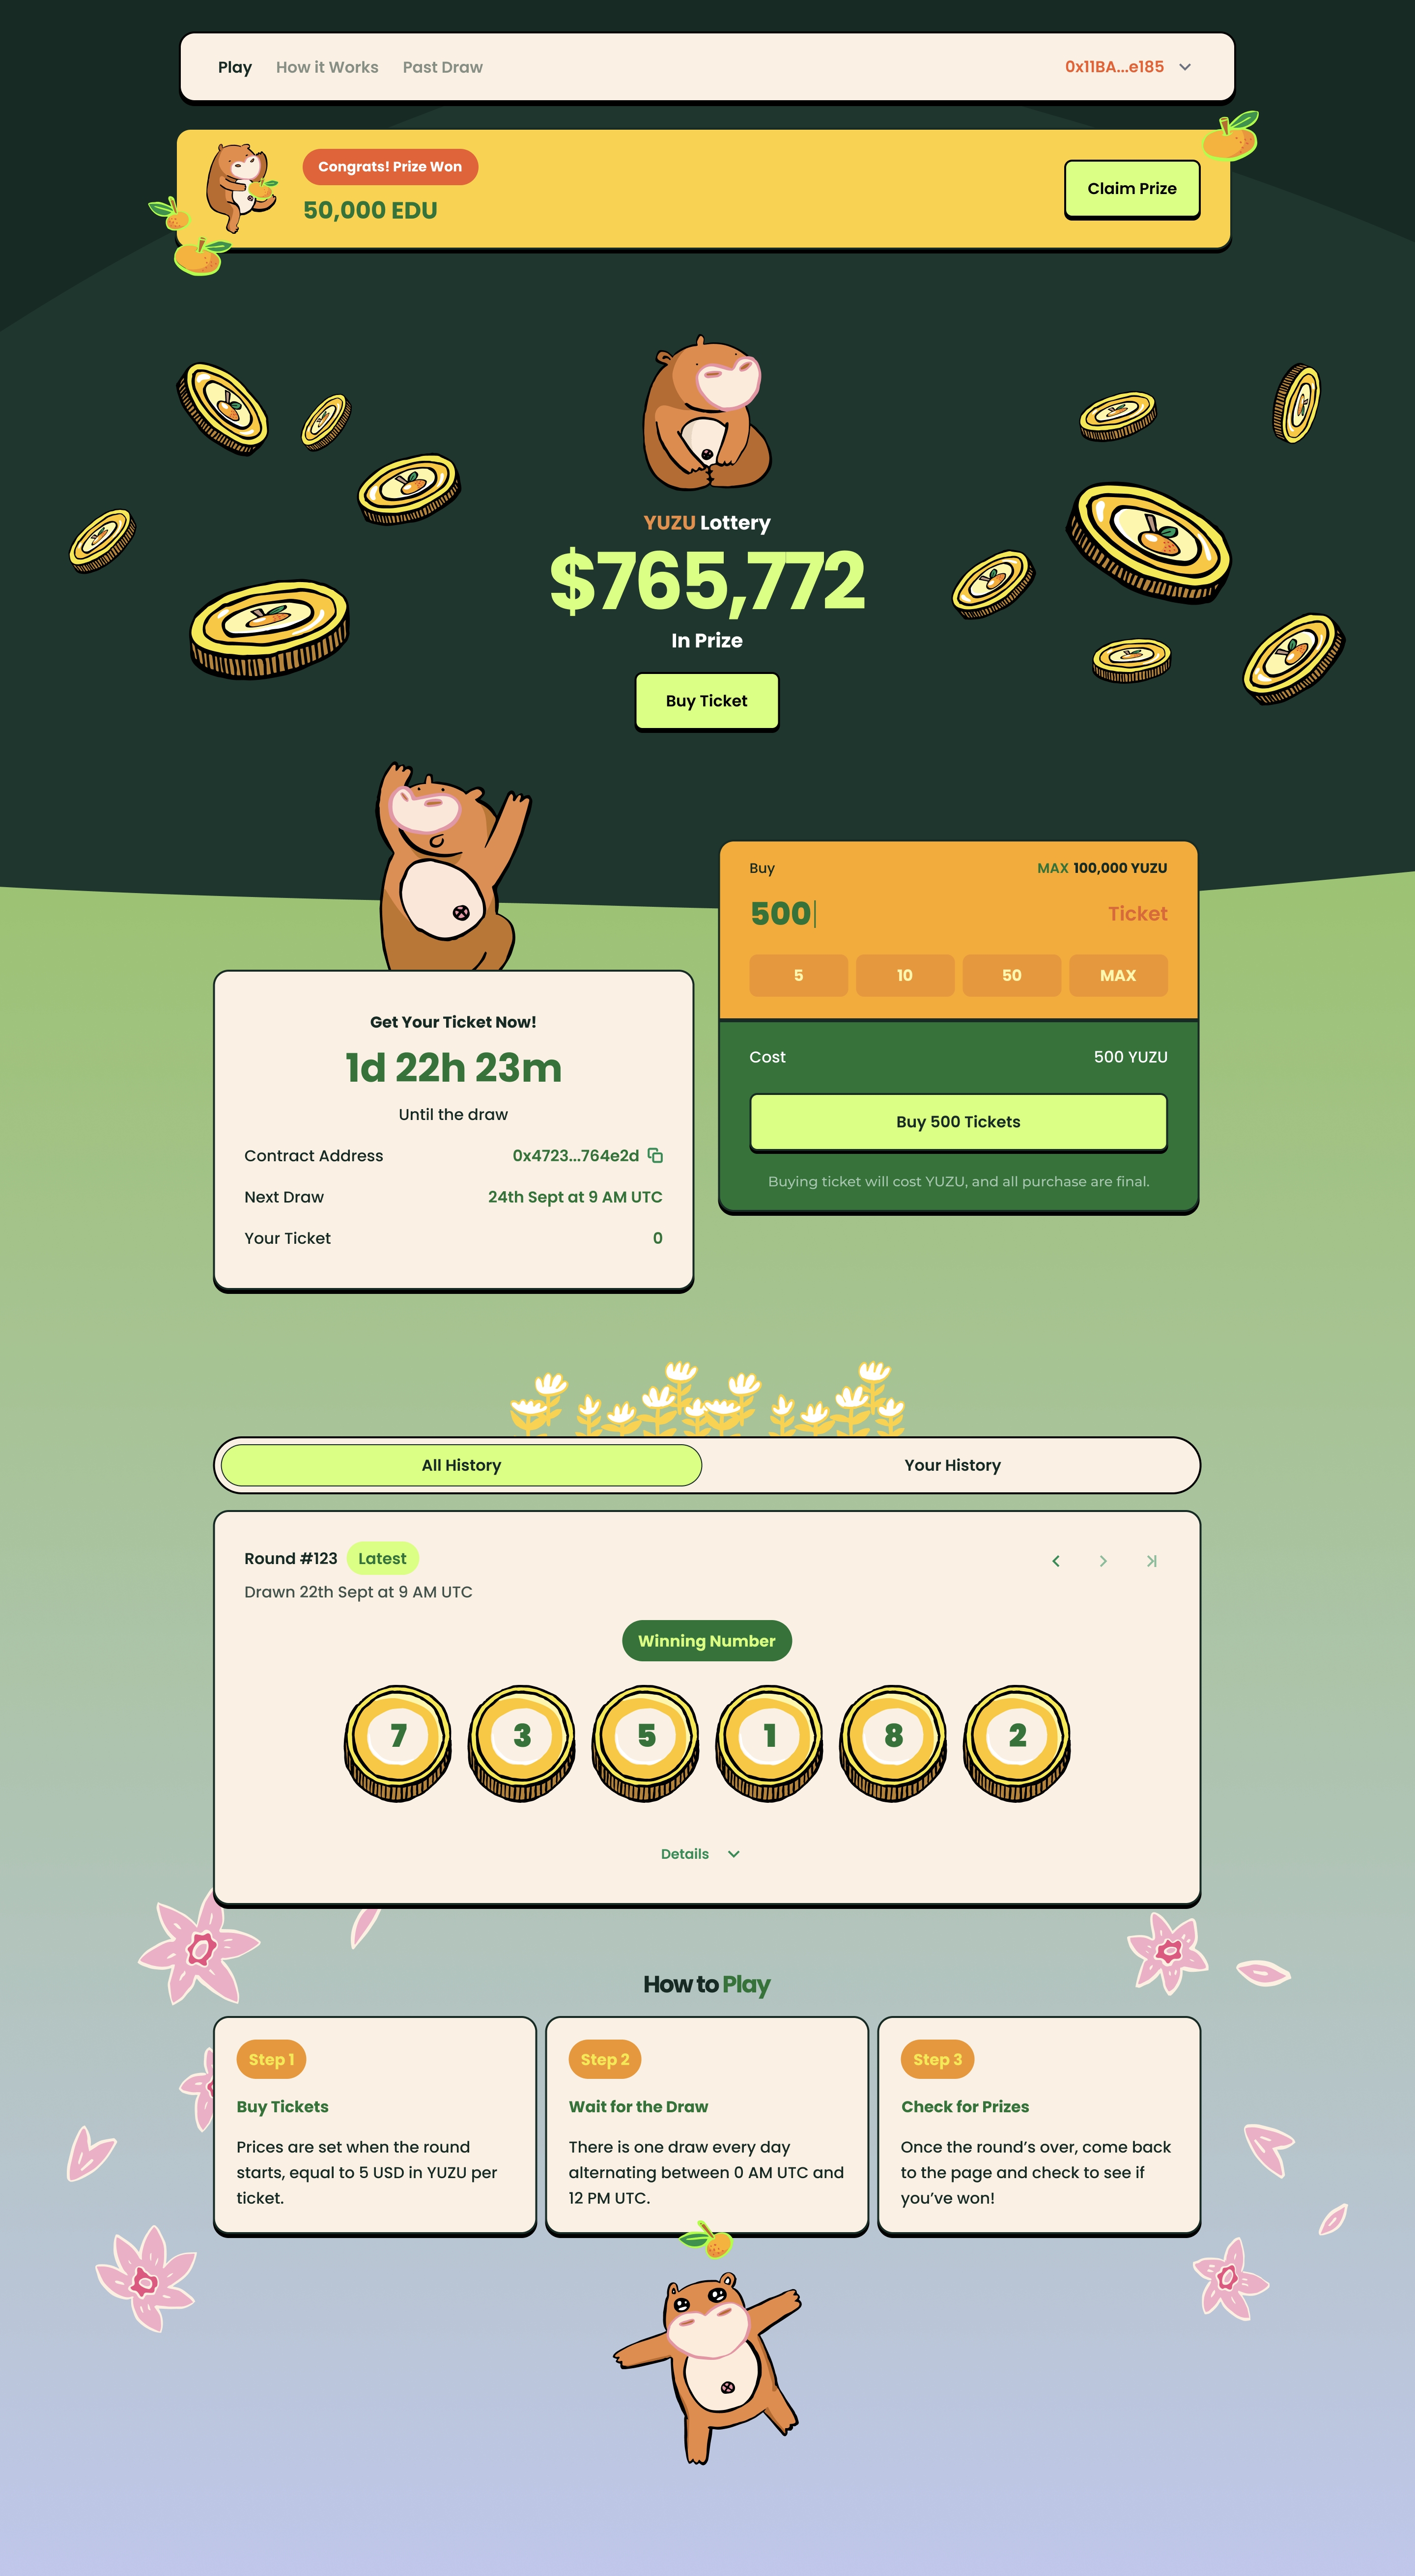 Play How it Works Past Draw 0x11BA...e185
Congrats! Prize Won
50,000 EDU
Claim Prize
YUZU Lottery
$765,772
In Prize
Buy Ticket
Buy MAX 100,000 YUZU
500 Ticket
5 10 50 MAX
Cost 500 YUZU
Buy 500 Tickets
Buying ticket will cost YUZU, and all purchase are final.
Get Your Ticket Now!
1d 22h 23m
Until the draw
Contract Address 0x4723...764e2d
Next Draw 24th Sept at 9 AM UTC
Your Ticket 0
All History Your History
Round #123 Latest
Drawn 22th Sept at 9 AM UTC
Winning Number
7 3 5 1 8 2
Details
How to Play
Step 1
Buy Tickets
Prices are set when the round
starts, equal to 5 USD in YUZU per
ticket.
Step 2
Wait for the Draw
There is one draw every day
alternating between 0 AM UTC and
12 PM UTC.
Step 3
Check for Prizes
Once the round’s over, come back
to the page and check to see if
you’ve won!